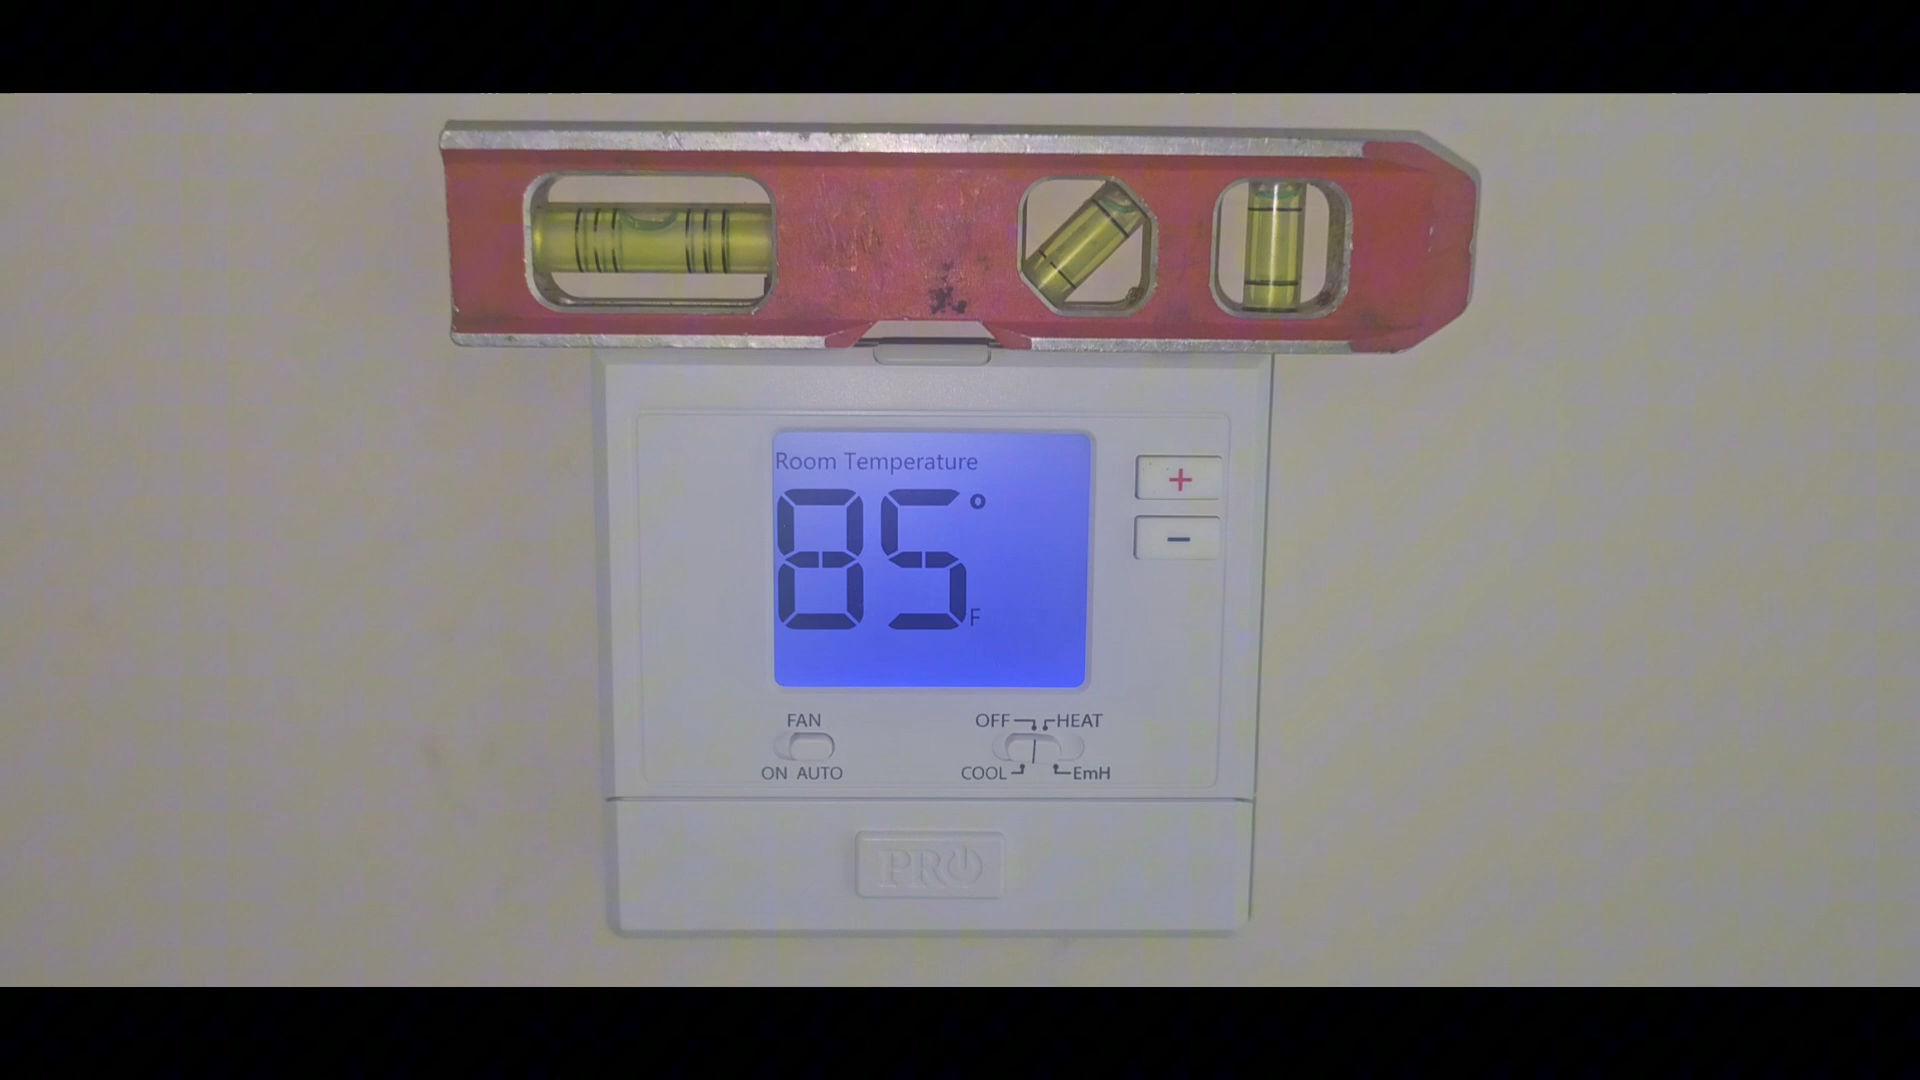 Room Temperature
85°
F
+
−
FAN
ON AUTO
OFF HEAT
COOL EmH
PRO